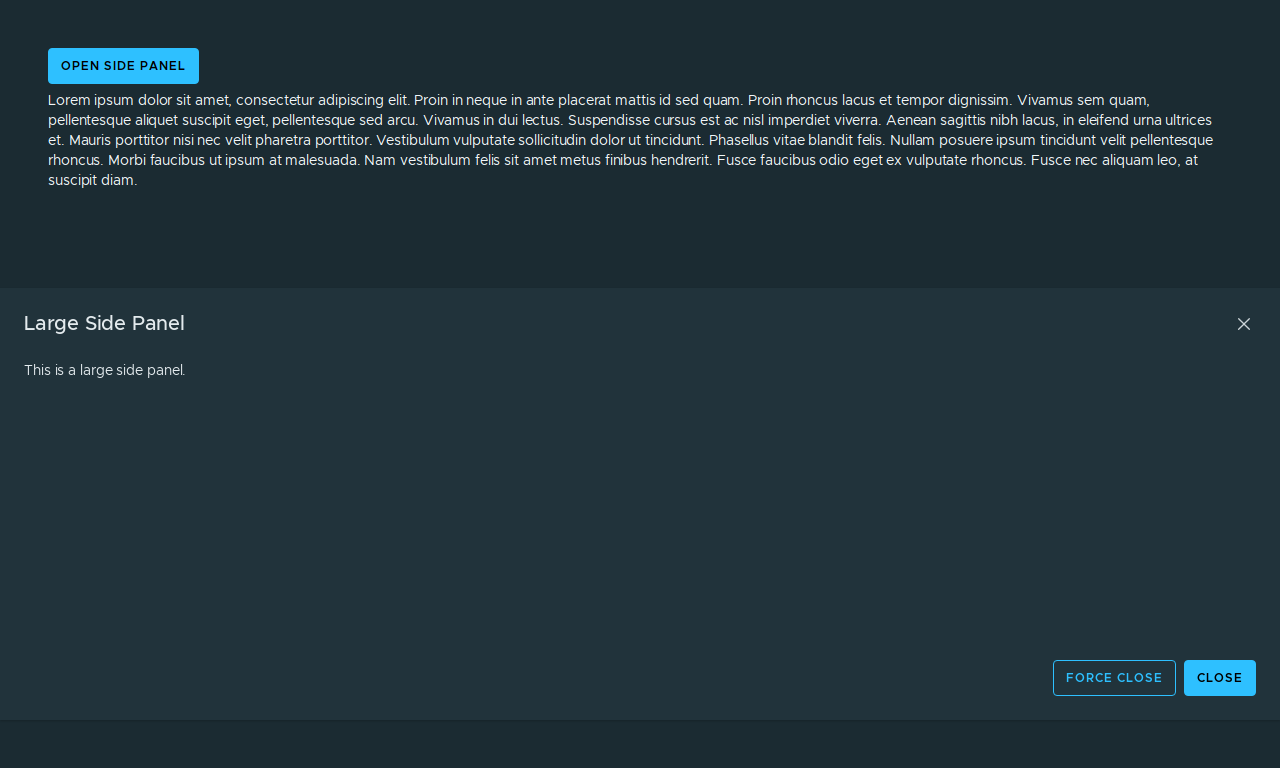 OPEN SIDE PANEL
Lorem ipsum dolor sit amet, consectetur adipiscing elit. Proin in neque in ante placerat mattis id sed quam. Proin rhoncus lacus et tempor dignissim. Vivamus sem quam,
pellentesque aliquet suscipit eget, pellentesque sed arcu. Vivamus in dui lectus. Suspendisse cursus est ac nisl imperdiet viverra. Aenean sagittis nibh lacus, in eleifend urna ultrices
et. Mauris porttitor nisi nec velit pharetra porttitor. Vestibulum vulputate sollicitudin dolor ut tincidunt. Phasellus vitae blandit felis. Nullam posuere ipsum tincidunt velit pellentesque
rhoncus. Morbi faucibus ut ipsum at malesuada. Nam vestibulum felis sit amet metus finibus hendrerit. Fusce faucibus odio eget ex vulputate rhoncus. Fusce nec aliquam leo, at
suscipit diam.
Large Side Panel
This is a large side panel.
FORCE CLOSE
CLOSE